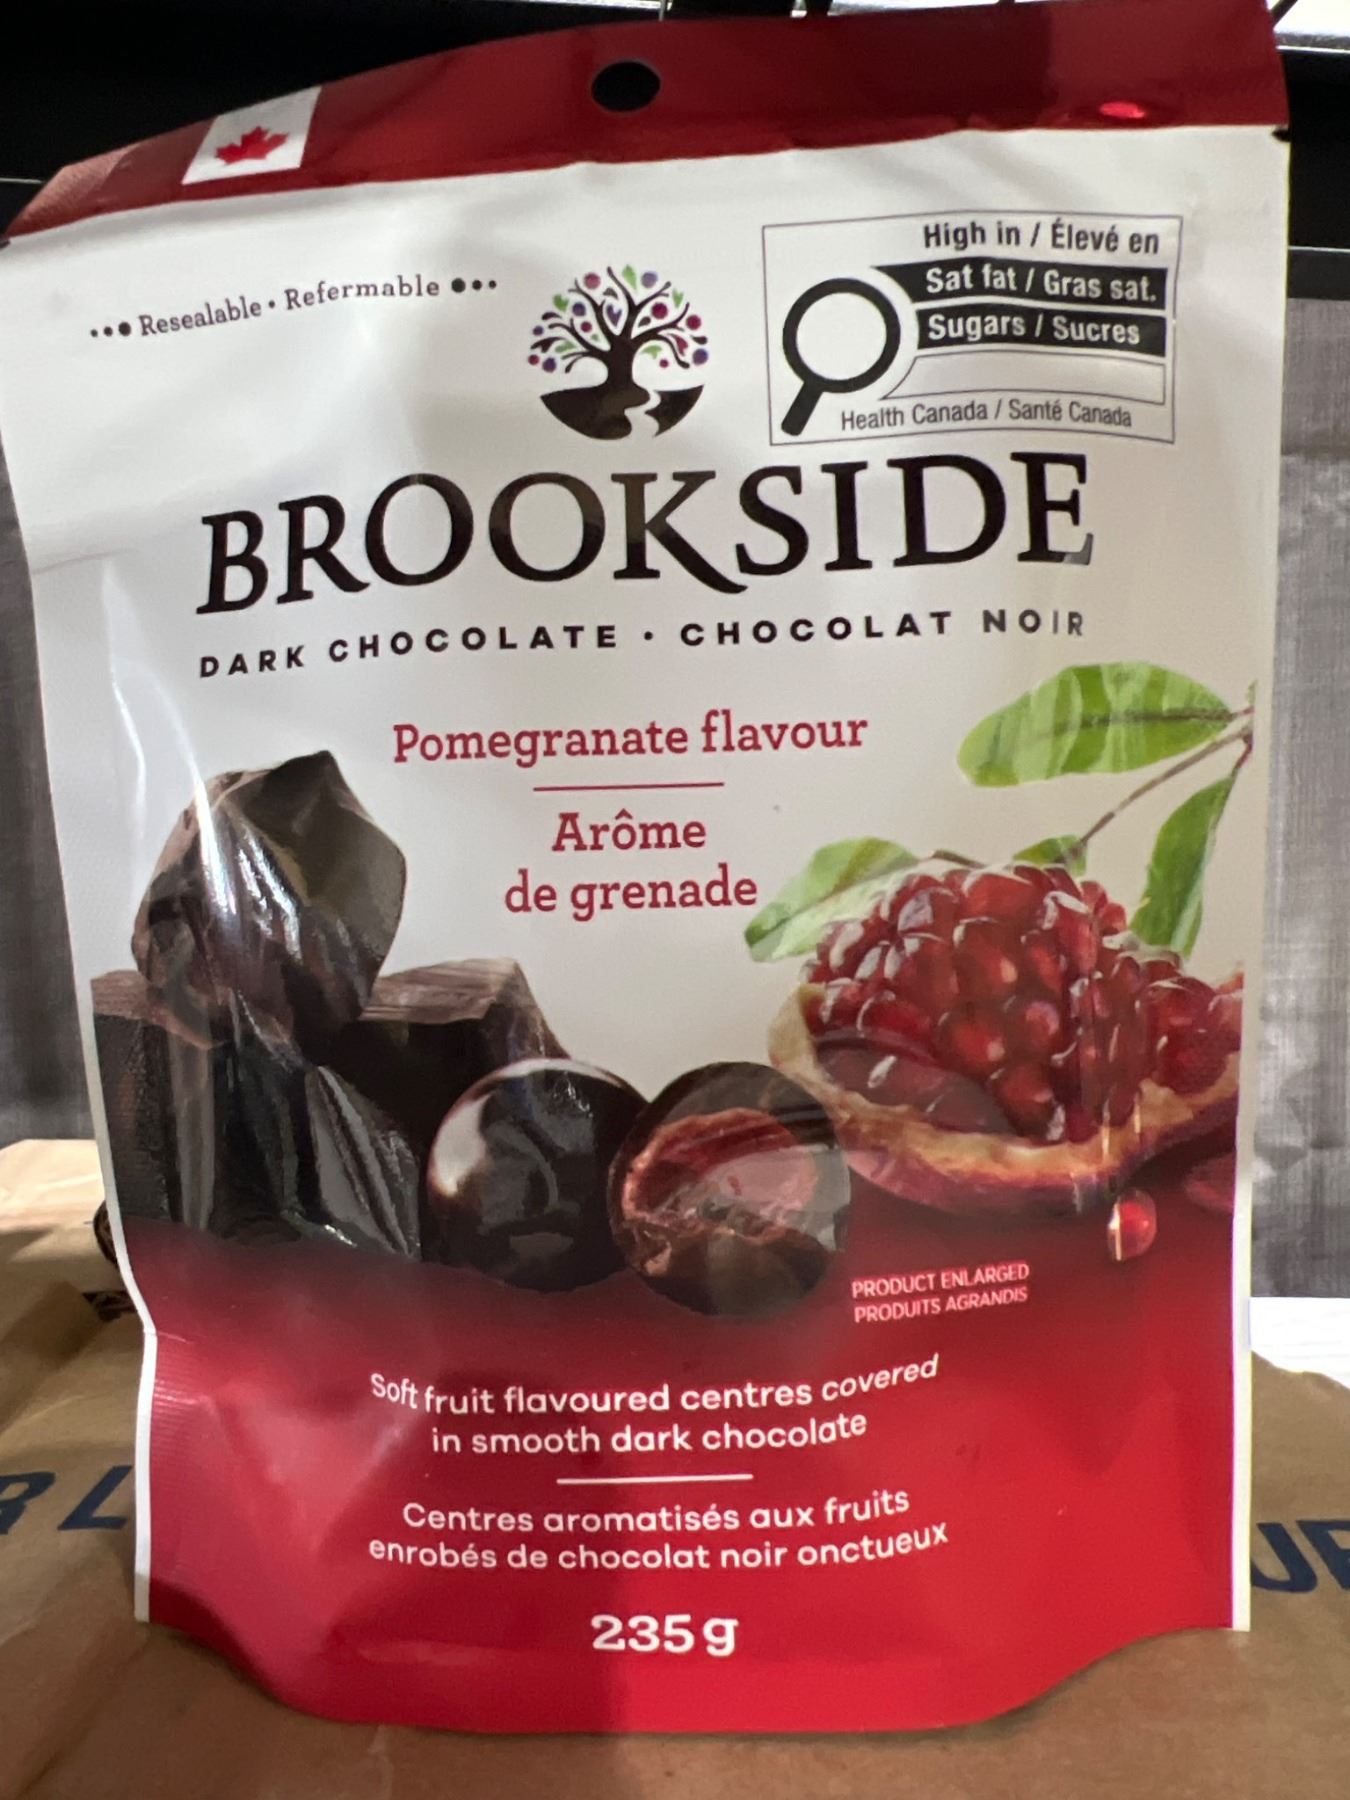 ••• Resealable • Refermable •••
High in / Élevé en
Sat fat / Gras sat.
Sugars / Sucres
Health Canada / Santé Canada
BROOKSIDE
DARK CHOCOLATE • CHOCOLAT NOIR
Pomegranate flavour
Arôme
de grenade
PRODUCT ENLARGED
PRODUITS AGRANDIS
Soft fruit flavoured centres covered
in smooth dark chocolate
Centres aromatisés aux fruits
enrobés de chocolat noir onctueux
235 g